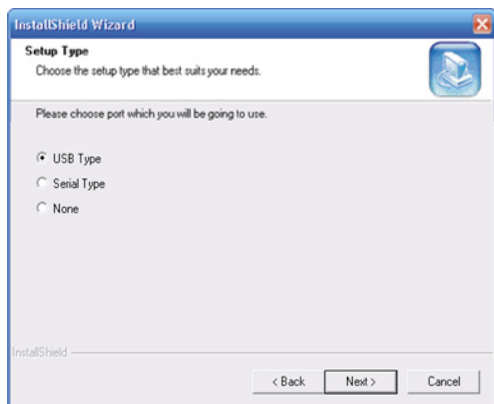 InstallShield Wizard
Setup Type
Choose the setup type that best suits your needs.
Please choose port which you will be going to use.
USB Type
Serial Type
None
InstallShield
< Back Next > Cancel